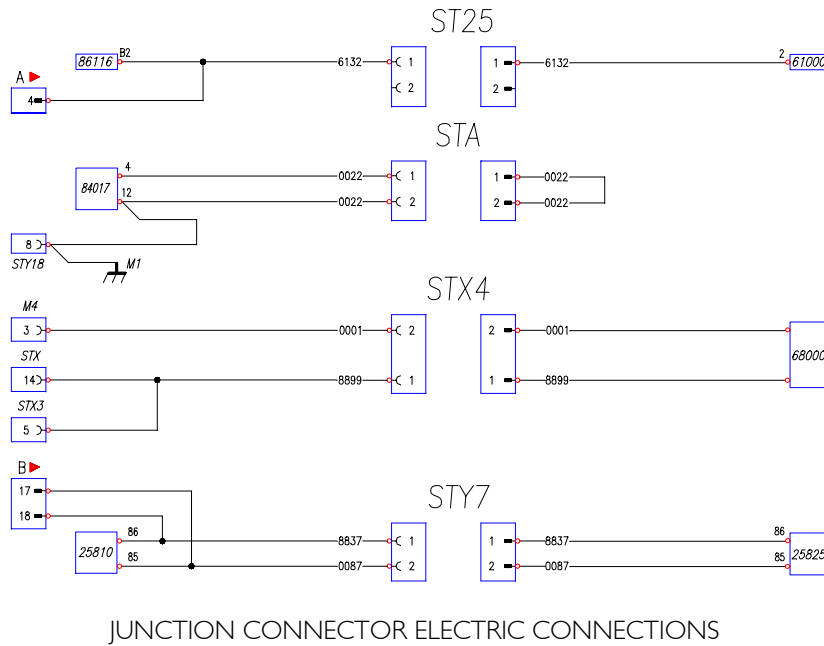 ST25
86116 B2 6132 1 1 6132 2 61000
2 2
A
4
STA
84017 4 0022 1 1 0022
12 0022 2 2 0022
8
STY18 M1
STX4
M4
3 0001 2 2 0001 68000
STX
14 8899 1 1 8899
STX3
5
B
17
18
STY7
25810 86 8837 1 1 8837 86 25825
85 0087 2 2 0087 85
JUNCTION CONNECTOR ELECTRIC CONNECTIONS